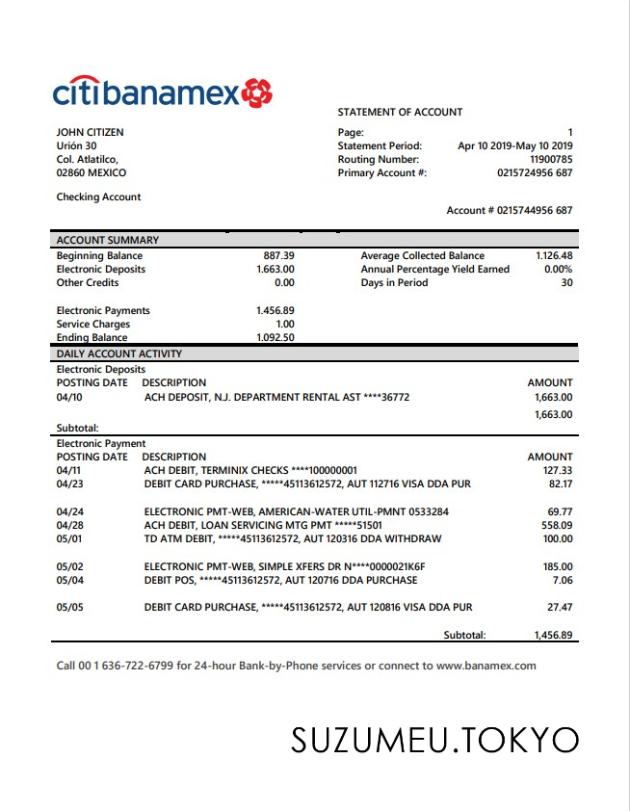 citibanamex
STATEMENT OF ACCOUNT
JOHN CITIZEN
Urión 30
Col. Atlatilco,
02860 MEXICO
Page: 1
Statement Period: Apr 10 2019-May 10 2019
Routing Number: 11900785
Primary Account #: 0215724956 687
Checking Account
Account # 0215744956 687
ACCOUNT SUMMARY
Beginning Balance 887.39 Average Collected Balance 1.126.48
Electronic Deposits 1.663.00 Annual Percentage Yield Earned 0.00%
Other Credits 0.00 Days in Period 30
Electronic Payments 1.456.89
Service Charges 1.00
Ending Balance 1.092.50
DAILY ACCOUNT ACTIVITY
Electronic Deposits
POSTING DATE DESCRIPTION AMOUNT
04/10 ACH DEPOSIT, N.J. DEPARTMENT RENTAL AST ****36772 1,663.00
1,663.00
Subtotal:
Electronic Payment
POSTING DATE DESCRIPTION AMOUNT
04/11 ACH DEBIT, TERMINIX CHECKS ****100000001 127.33
04/23 DEBIT CARD PURCHASE, *****45113612572, AUT 112716 VISA DDA PUR 82.17
04/24 ELECTRONIC PMT-WEB, AMERICAN-WATER UTIL-PMNT 0533284 69.77
04/28 ACH DEBIT, LOAN SERVICING MTG PMT *****51501 558.09
05/01 TD ATM DEBIT, *****45113612572, AUT 120316 DDA WITHDRAW 100.00
05/02 ELECTRONIC PMT-WEB, SIMPLE XFERS DR N****0000021K6F 185.00
05/04 DEBIT POS, *****45113612572, AUT 120716 DDA PURCHASE 7.06
05/05 DEBIT CARD PURCHASE, *****45113612572, AUT 120816 VISA DDA PUR 27.47
Subtotal: 1,456.89
Call 00 1 636-722-6799 for 24-hour Bank-by-Phone services or connect to www.banamex.com
SUZUMEU.TOKYO